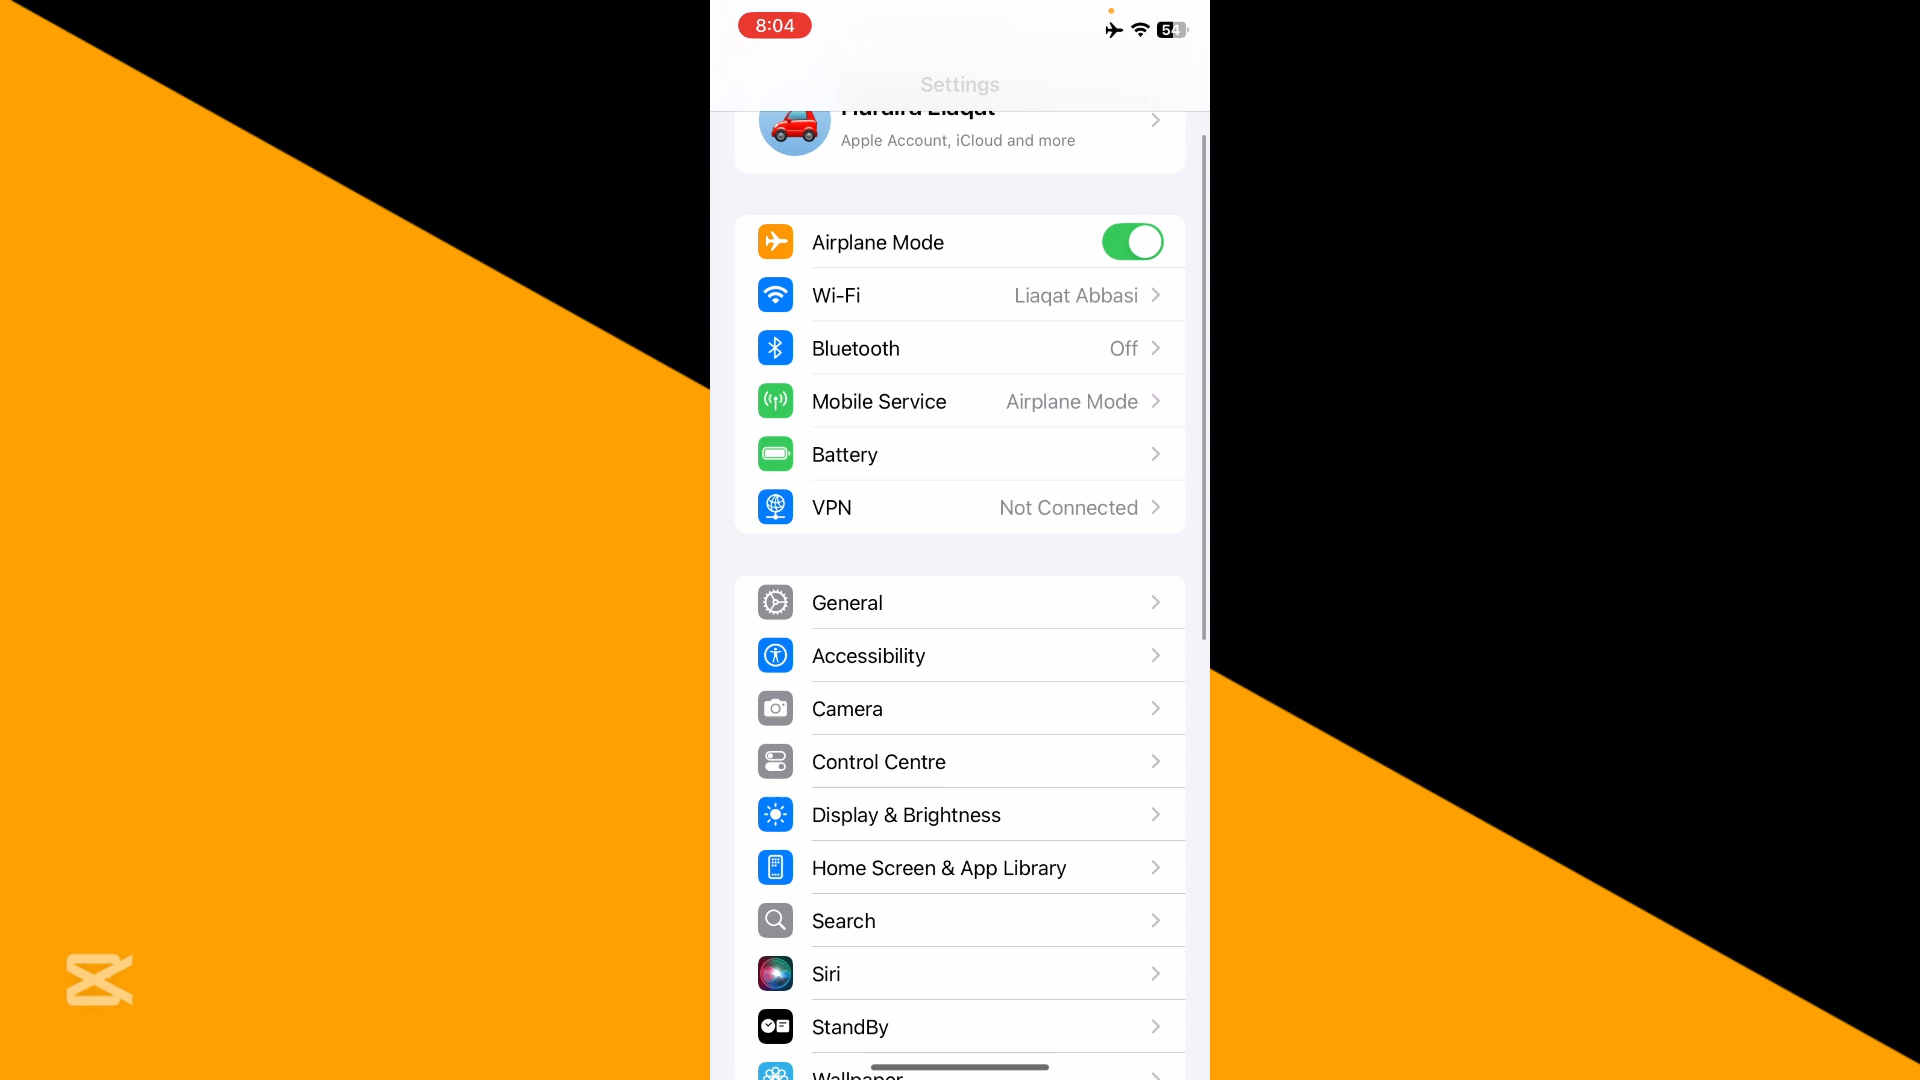 8:04
54
Settings
Apple Account, iCloud and more
Airplane Mode
Wi-Fi Liaqat Abbasi
Bluetooth Off
Mobile Service Airplane Mode
Battery
VPN Not Connected
General
Accessibility
Camera
Control Centre
Display & Brightness
Home Screen & App Library
Search
Siri
StandBy
Wallpaper